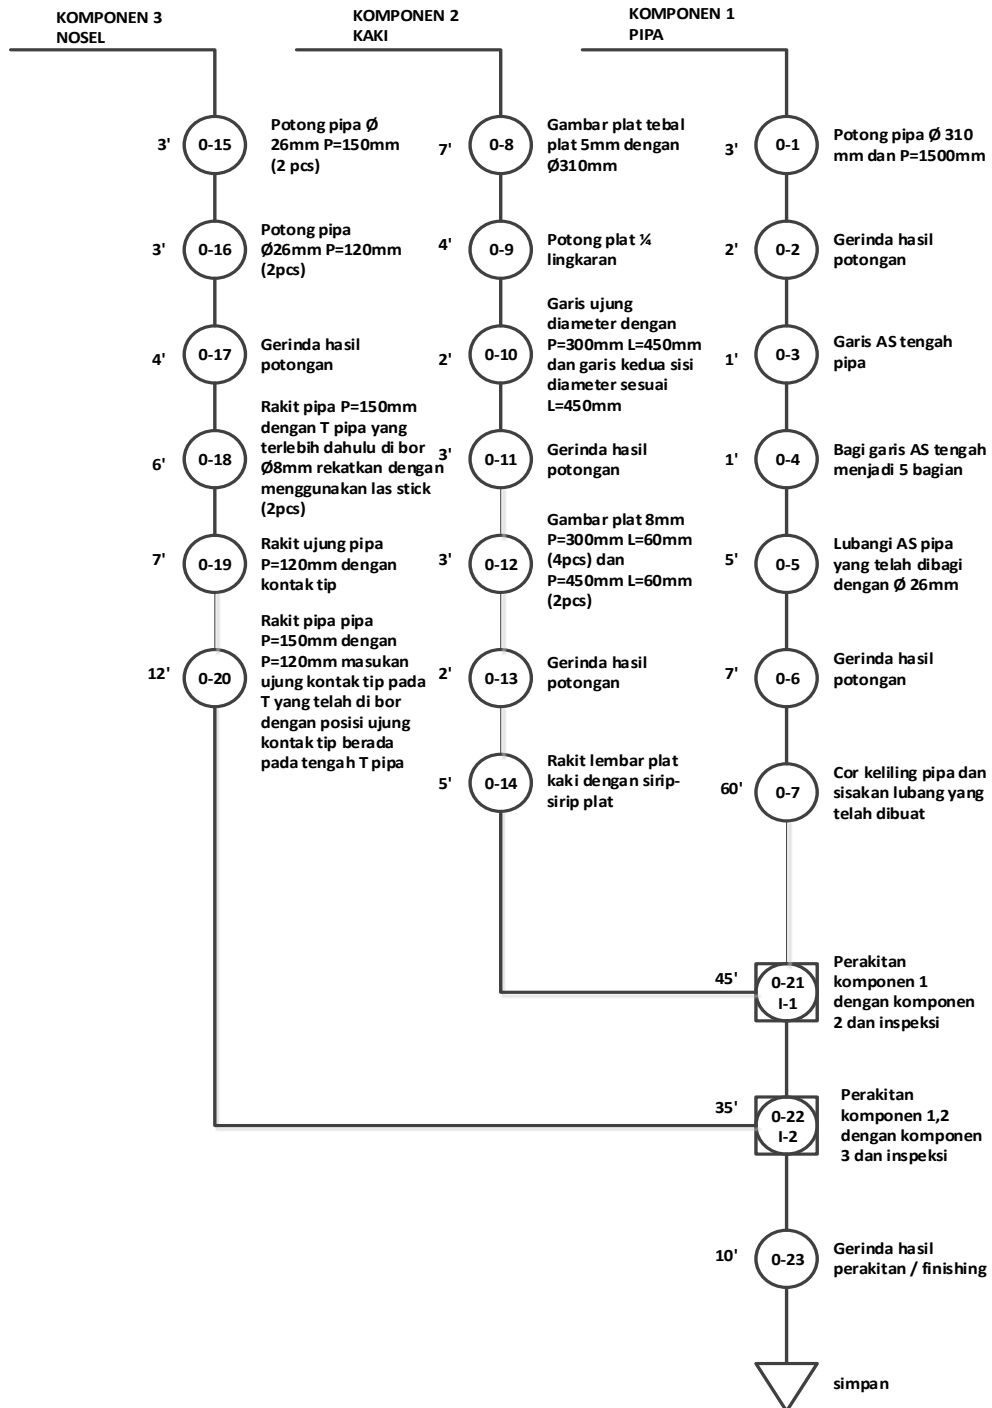 KOMPONEN 3
NOSEL
KOMPONEN 2
KAKI
KOMPONEN 1
PIPA
3'
0-15
Potong pipa Ø
26mm P=150mm
(2 pcs)
3'
0-16
Potong pipa
Ø26mm P=120mm
(2pcs)
4'
0-17
Gerinda hasil
potongan
6'
0-18
Rakit pipa P=150mm
dengan T pipa yang
terlebih dahulu di bor
Ø8mm rekatkan dengan
menggunakan las stick
(2pcs)
7'
0-19
Rakit ujung pipa
P=120mm dengan
kontak tip
12'
0-20
Rakit pipa pipa
P=150mm dengan
P=120mm masukan
ujung kontak tip pada
T yang telah di bor
dengan posisi ujung
kontak tip berada
pada tengah T pipa
7'
0-8
Gambar plat tebal
plat 5mm dengan
Ø310mm
4'
0-9
Potong plat ¼
lingkaran
2'
0-10
Garis ujung
diameter dengan
P=300mm L=450mm
dan garis kedua sisi
diameter sesuai
L=450mm
3'
0-11
Gerinda hasil
potongan
3'
0-12
Gambar plat 8mm
P=300mm L=60mm
(4pcs) dan
P=450mm L=60mm
(2pcs)
2'
0-13
Gerinda hasil
potongan
5'
0-14
Rakit lembar plat
kaki dengan sirip-
sirip plat
3'
0-1
Potong pipa Ø 310
mm dan P=1500mm
2'
0-2
Gerinda hasil
potongan
1'
0-3
Garis AS tengah
pipa
1'
0-4
Bagi garis AS tengah
menjadi 5 bagian
5'
0-5
Lubangi AS pipa
yang telah dibagi
dengan Ø 26mm
7'
0-6
Gerinda hasil
potongan
60'
0-7
Cor keliling pipa dan
sisakan lubang yang
telah dibuat
45'
0-21
I-1
Perakitan
komponen 1
dengan komponen
2 dan inspeksi
35'
0-22
I-2
Perakitan
komponen 1,2
dengan komponen
3 dan inspeksi
10'
0-23
Gerinda hasil
perakitan / finishing
simpan